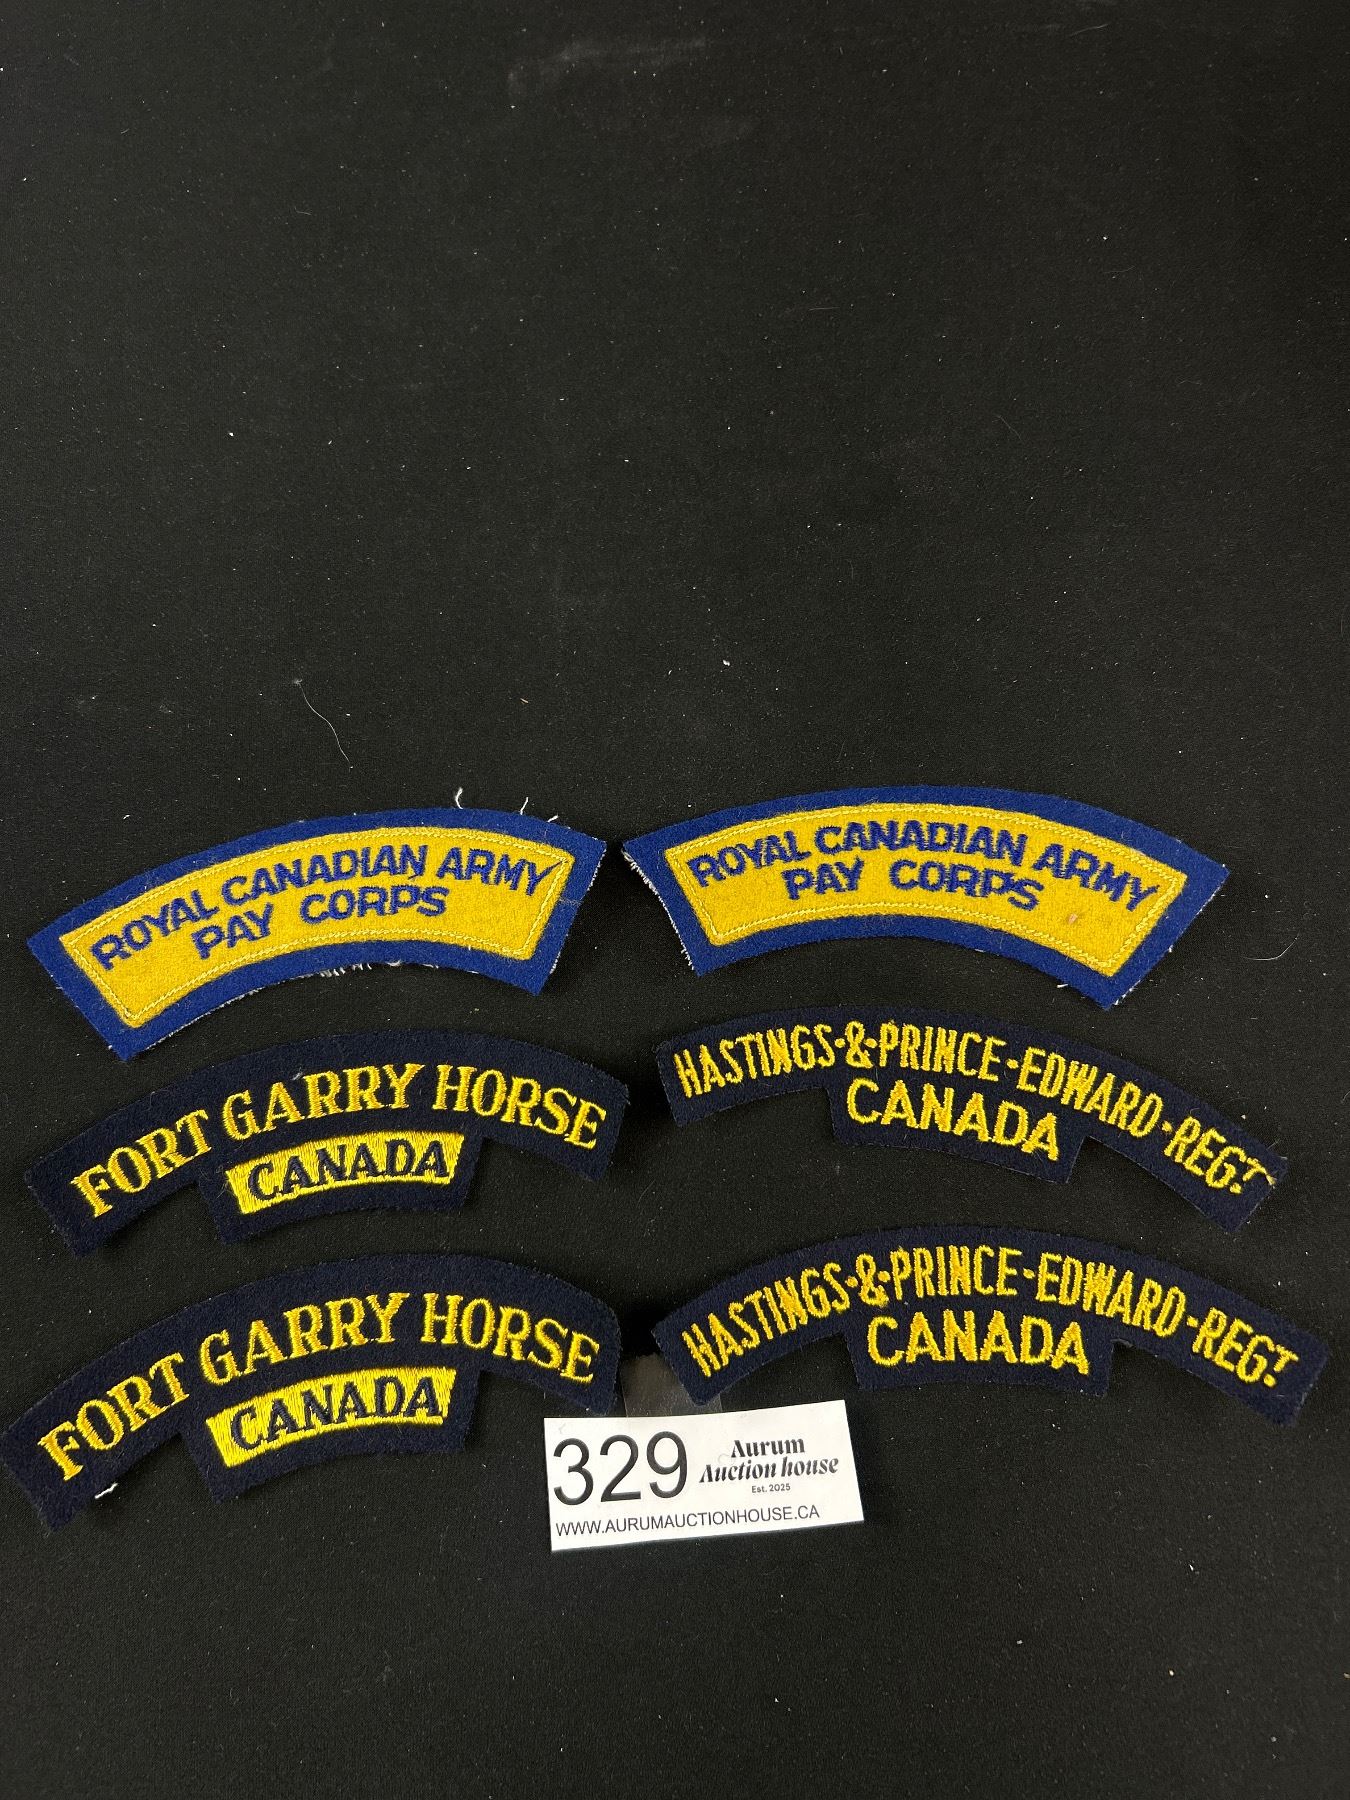 ROYAL CANADIAN ARMY
PAY CORPS
ROYAL CANADIAN ARMY
PAY CORPS
FORT GARRY HORSE
CANADA
HASTINGS·&·PRINCE·EDWARD·REGT.
CANADA
FORT GARRY HORSE
CANADA
HASTINGS·&·PRINCE·EDWARD·REGT.
CANADA
329
Aurum
Auction house
Est. 2025
WWW.AURUMAUCTIONHOUSE.CA